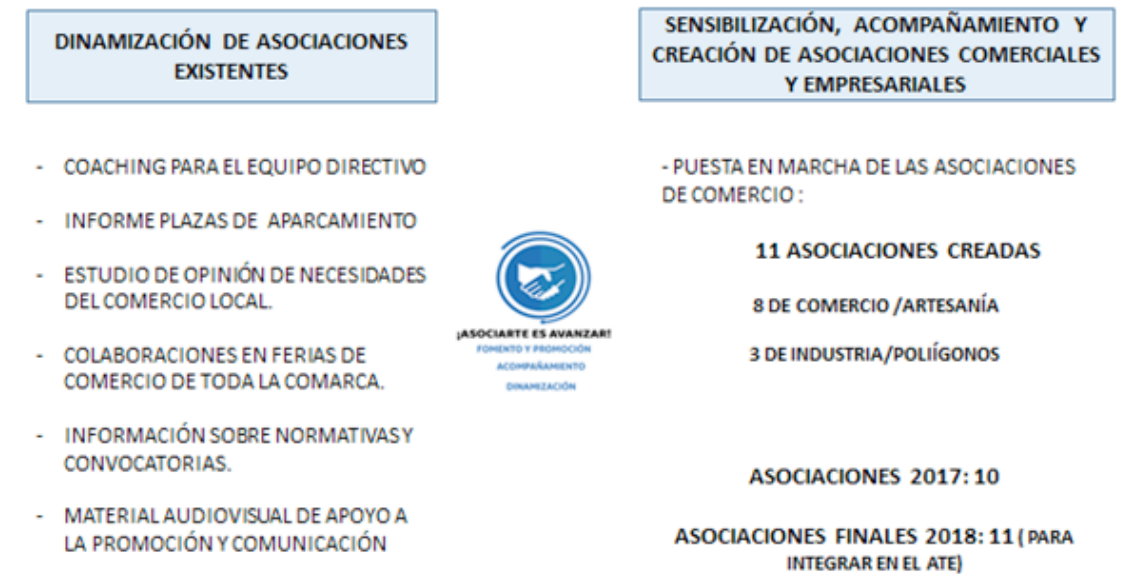 DINAMIZACIÓN DE ASOCIACIONES
EXISTENTES
- COACHING PARA EL EQUIPO DIRECTIVO
- INFORME PLAZAS DE APARCAMIENTO
- ESTUDIO DE OPINIÓN DE NECESIDADES
DEL COMERCIO LOCAL.
- COLABORACIONES EN FERIAS DE
COMERCIO DE TODA LA COMARCA.
- INFORMACIÓN SOBRE NORMATIVAS Y
CONVOCATORIAS.
- MATERIAL AUDIOVISUAL DE APOYO A
LA PROMOCIÓN Y COMUNICACIÓN
¡ASOCIARTE ES AVANZAR!
FOMENTO Y PROMOCIÓN
ACOMPAÑAMIENTO
DINAMIZACIÓN
SENSIBILIZACIÓN, ACOMPAÑAMIENTO Y
CREACIÓN DE ASOCIACIONES COMERCIALES
Y EMPRESARIALES
- PUESTA EN MARCHA DE LAS ASOCIACIONES
DE COMERCIO :
11 ASOCIACIONES CREADAS
8 DE COMERCIO /ARTESANÍA
3 DE INDUSTRIA/POLIÍGONOS
ASOCIACIONES 2017: 10
ASOCIACIONES FINALES 2018: 11 ( PARA
INTEGRAR EN EL ATE)